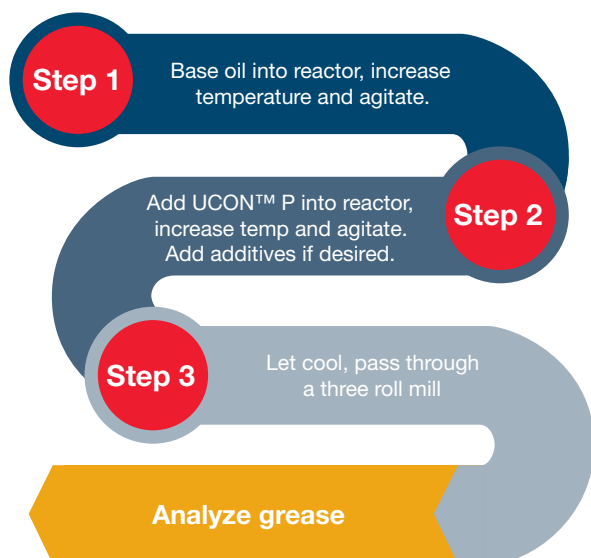 Step 1
Base oil into reactor, increase
temperature and agitate.
Add UCON™ P into reactor,
increase temp and agitate.
Add additives if desired.
Step 2
Step 3
Let cool, pass through
a three roll mill
Analyze grease